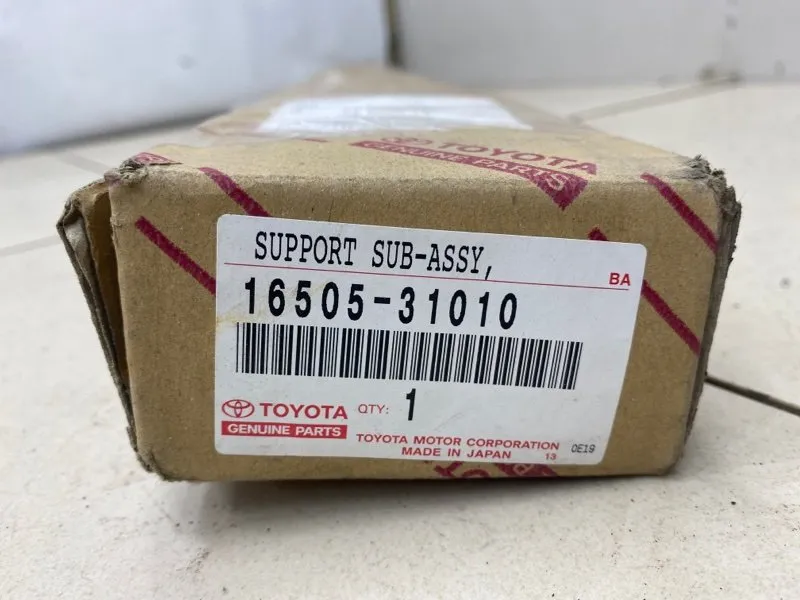 TOYOTA
GENUINE PARTS
SUPPORT SUB-ASSY,
BA
16505-31010
TOYOTA QTY: 1
GENUINE PARTS
TOYOTA MOTOR CORPORATION
MADE IN JAPAN 13 0E19